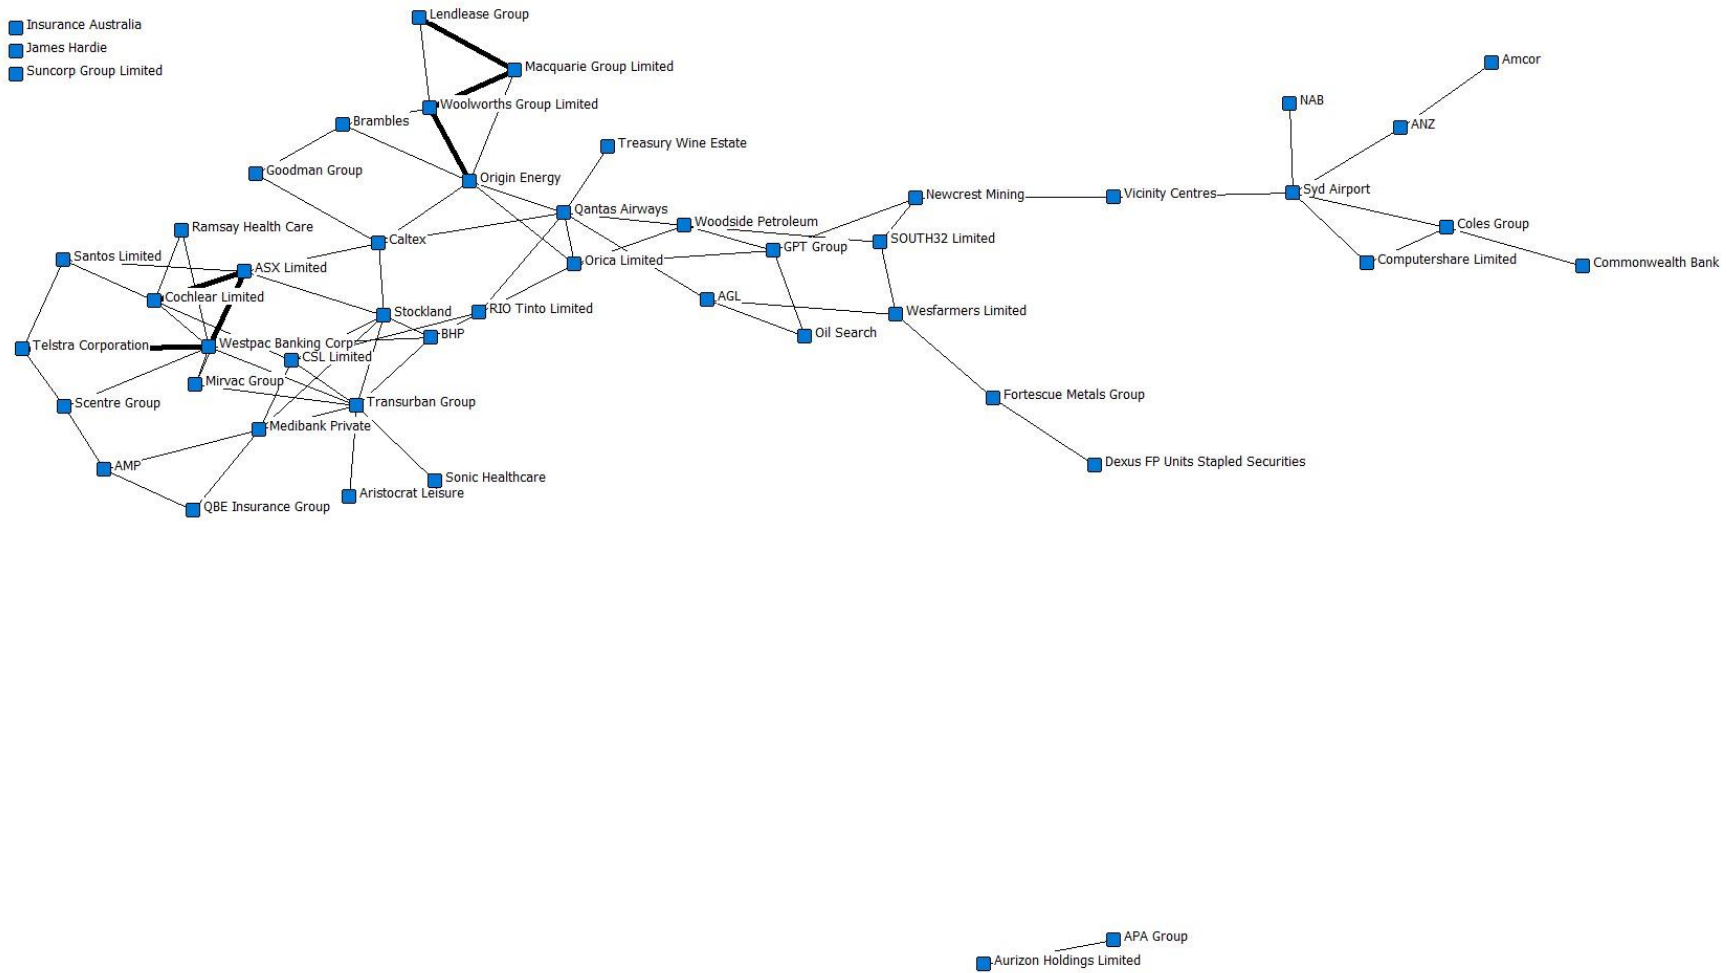 Lendlease Group
Insurance Australia
James Hardie
Suncorp Group Limited
Macquarie Group Limited
Amcor
NAB
Woolworths Group Limited
Brambles
ANZ
Treasury Wine Estate
Goodman Group
Origin Energy
Syd Airport
Newcrest Mining
Vicinity Centres
Qantas Airways
Woodside Petroleum
Coles Group
Ramsay Health Care
Caltex
GPT Group
SOUTH32 Limited
Santos Limited
ASX Limited
Orica Limited
Computershare Limited
Commonwealth Bank
Cochlear Limited
AGL
Stockland
RIO Tinto Limited
Wesfarmers Limited
Oil Search
BHP
Telstra Corporation
Westpac Banking Corp
CSL Limited
Mirvac Group
Fortescue Metals Group
Scentre Group
Transurban Group
Medibank Private
AMP
Dexus FP Units Stapled Securities
Sonic Healthcare
Aristocrat Leisure
QBE Insurance Group
APA Group
Aurizon Holdings Limited